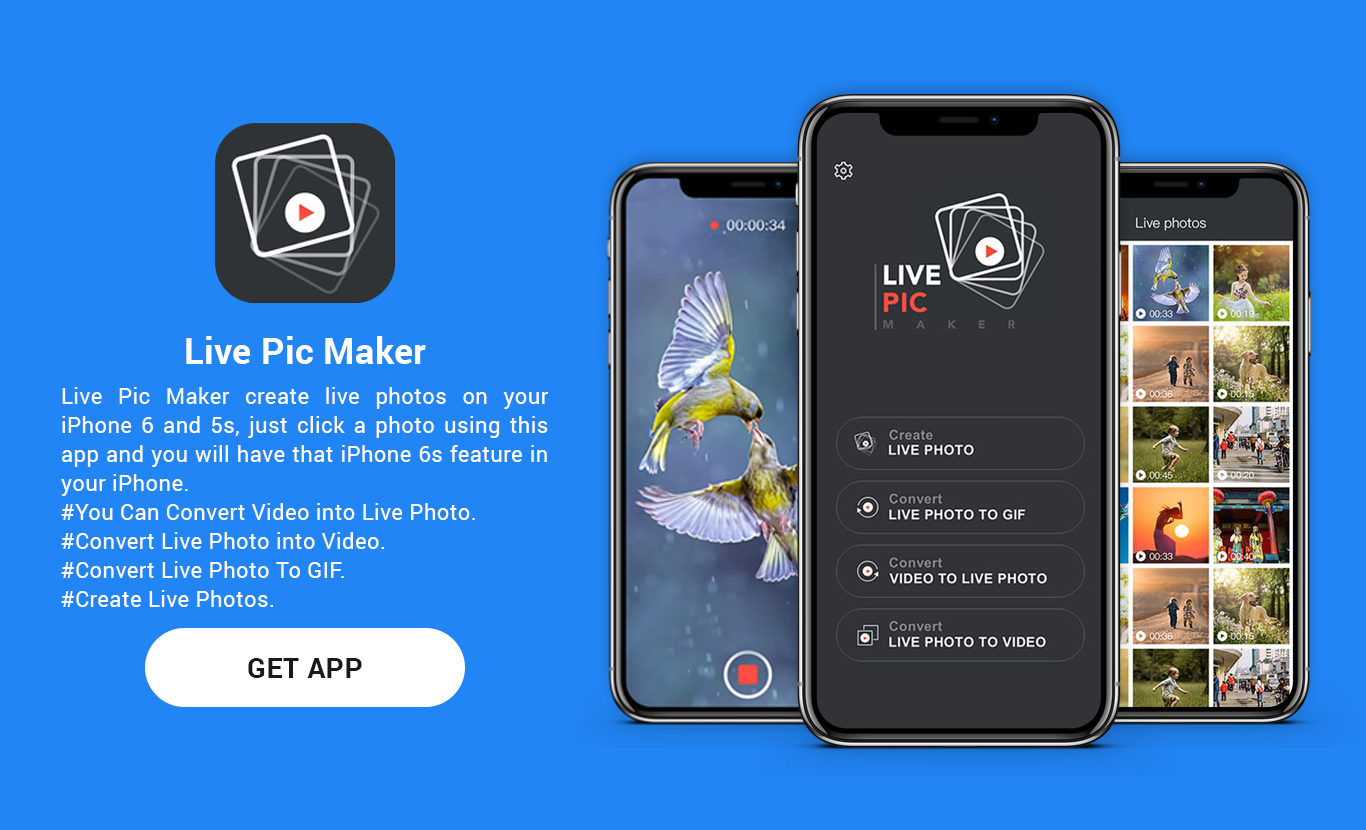 Live Pic Maker
Live Pic Maker create live photos on your
iPhone 6 and 5s, just click a photo using this
app and you will have that iPhone 6s feature in
your iPhone.
#You Can Convert Video into Live Photo.
#Convert Live Photo into Video.
#Convert Live Photo To GIF.
#Create Live Photos.
GET APP
00:00:34
LIVE
PIC
MAKER
Create
LIVE PHOTO
Convert
LIVE PHOTO TO GIF
Convert
VIDEO TO LIVE PHOTO
Convert
LIVE PHOTO TO VIDEO
Live photos
00:33
00:19
00:36
00:15
00:45
00:20
00:33
00:40
00:36
00:15